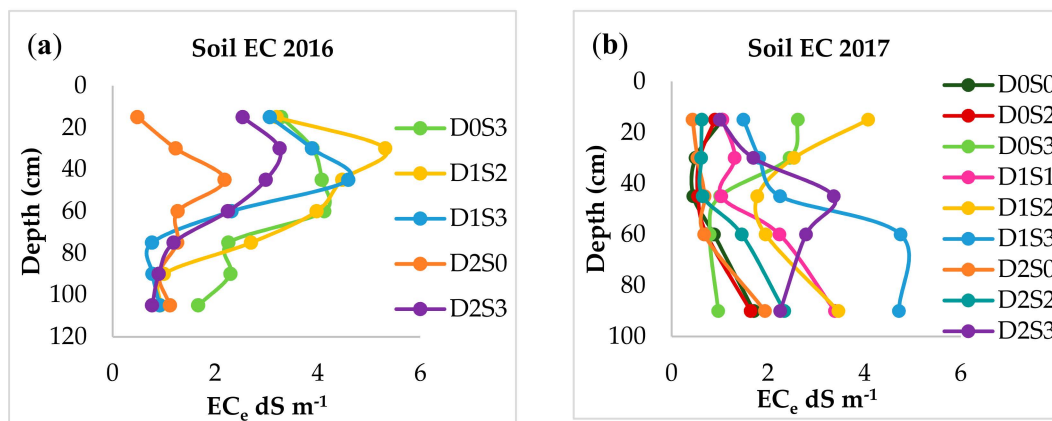 (a)
Soil EC 2016
0
20
40
60
80
100
120
Depth (cm)
0 2 4 6
ECe dS m-1
D0S3
D1S2
D1S3
D2S0
D2S3
(b)
Soil EC 2017
0
20
40
60
80
100
Depth (cm)
0 2 4 6
ECe dS m-1
D0S0
D0S2
D0S3
D1S1
D1S2
D1S3
D2S0
D2S2
D2S3